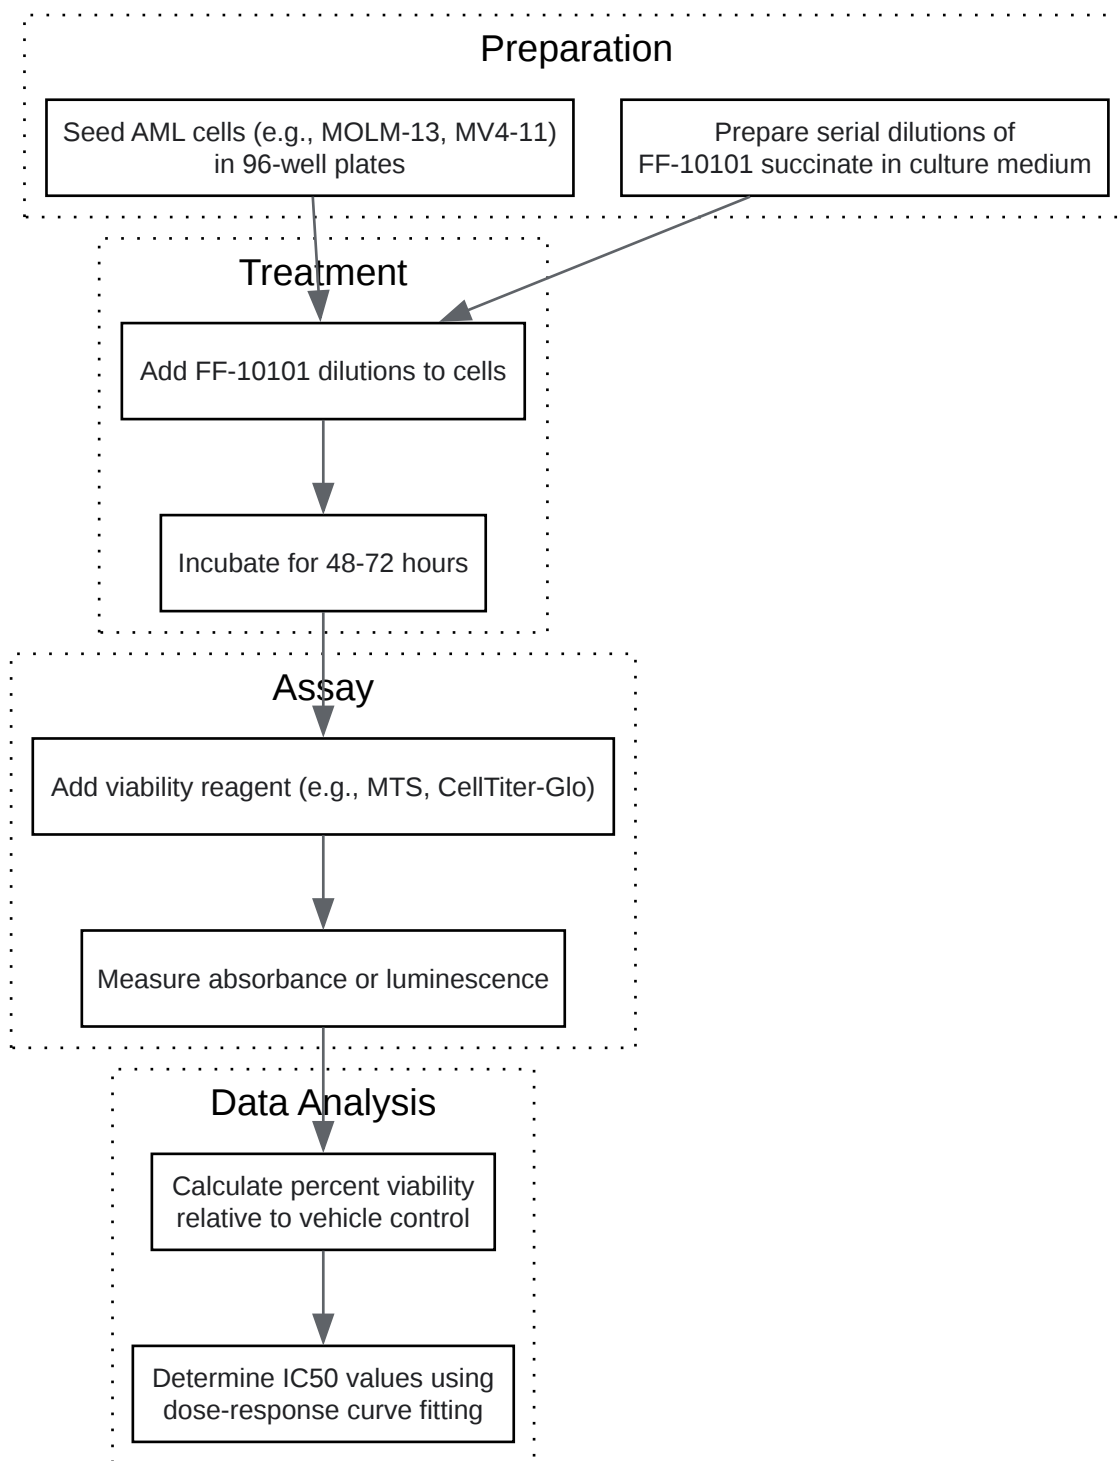 Preparation
Seed AML cells (e.g., MOLM-13, MV4-11)
in 96-well plates
Prepare serial dilutions of
FF-10101 succinate in culture medium
Treatment
Add FF-10101 dilutions to cells
Incubate for 48-72 hours
Assay
Add viability reagent (e.g., MTS, CellTiter-Glo)
Measure absorbance or luminescence
Data Analysis
Calculate percent viability
relative to vehicle control
Determine IC50 values using
dose-response curve fitting